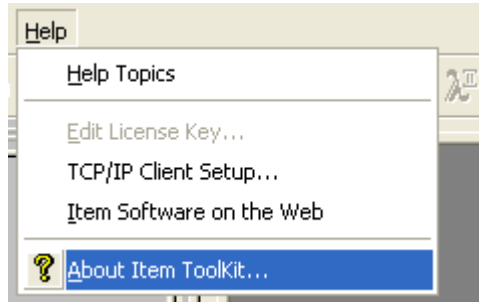 Help
Help Topics
Edit License Key...
TCP/IP Client Setup...
Item Software on the Web
About Item ToolKit...